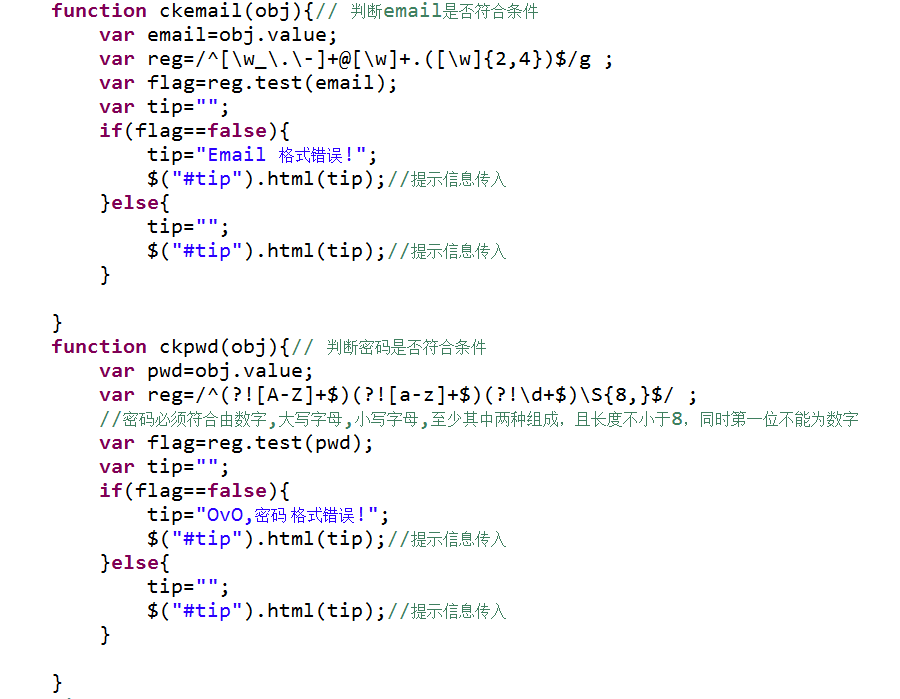 function ckemail(obj){// 判断email是否符合条件
var email=obj.value;
var reg=/^[\w_\.\-]+@[\w]+.([\w]{2,4})$/g ;
var flag=reg.test(email);
var tip="";
if(flag==false){
tip="Email 格式错误!";
$("#tip").html(tip);//提示信息传入
}else{
tip="";
$("#tip").html(tip);//提示信息传入
}
}
function ckpwd(obj){// 判断密码是否符合条件
var pwd=obj.value;
var reg=/^(?![A-Z]+$)(?![a-z]+$)(?!\d+$)\S{8,}$/ ;
//密码必须符合由数字,大写字母,小写字母,至少其中两种组成，且长度不小于8，同时第一位不能为数字
var flag=reg.test(pwd);
var tip="";
if(flag==false){
tip="OvO,密码 格式错误!";
$("#tip").html(tip);//提示信息传入
}else{
tip="";
$("#tip").html(tip);//提示信息传入
}
}